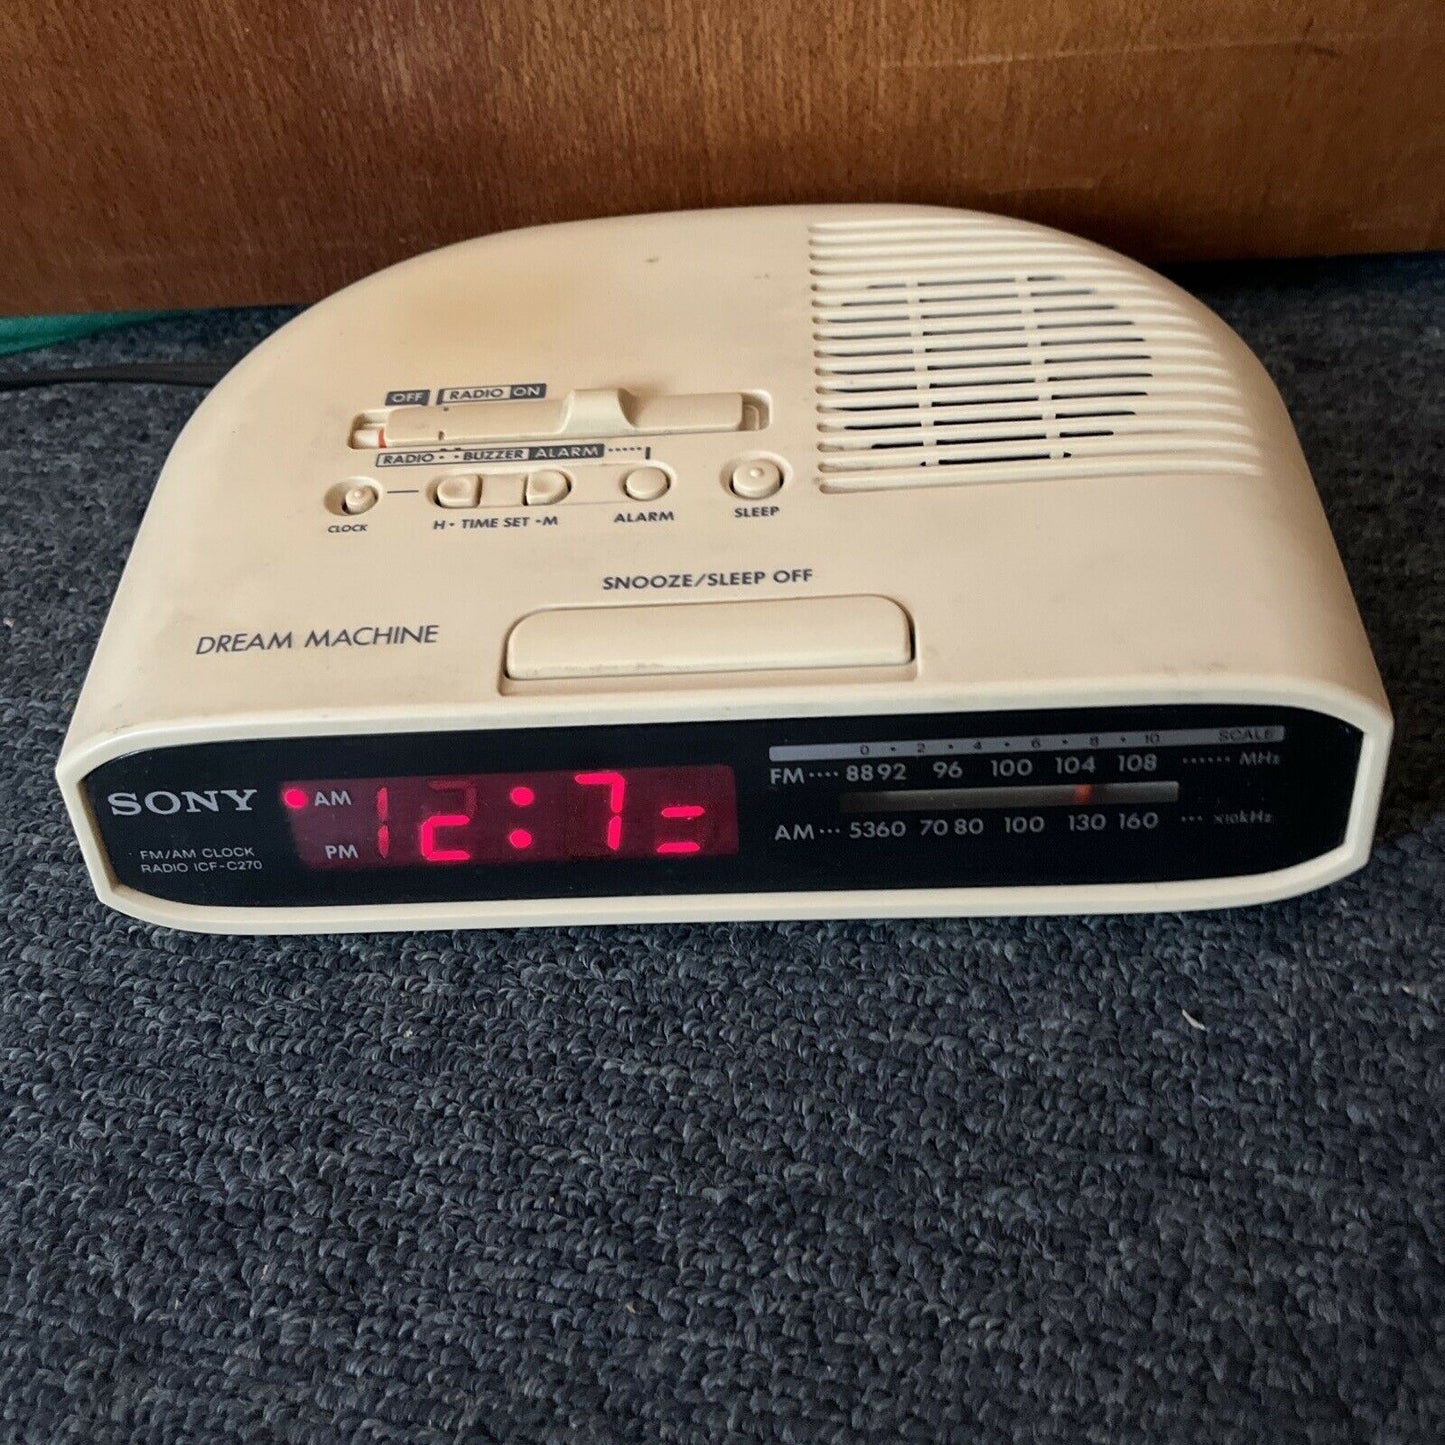 OFF RADIO ON
RADIO • • BUZZER ALARM ······
CLOCK
H • TIME SET • M
ALARM
SLEEP
SNOOZE/SLEEP OFF
DREAM MACHINE
SONY
FM/AM CLOCK
RADIO ICF-C270
AM
PM
0 • 2 • 4 • 6 • 8 • 10 SCALE
FM···· 88 92 96 100 104 108 ······ MHz
AM··· 53 60 70 80 100 130 160 ··· x10kHz